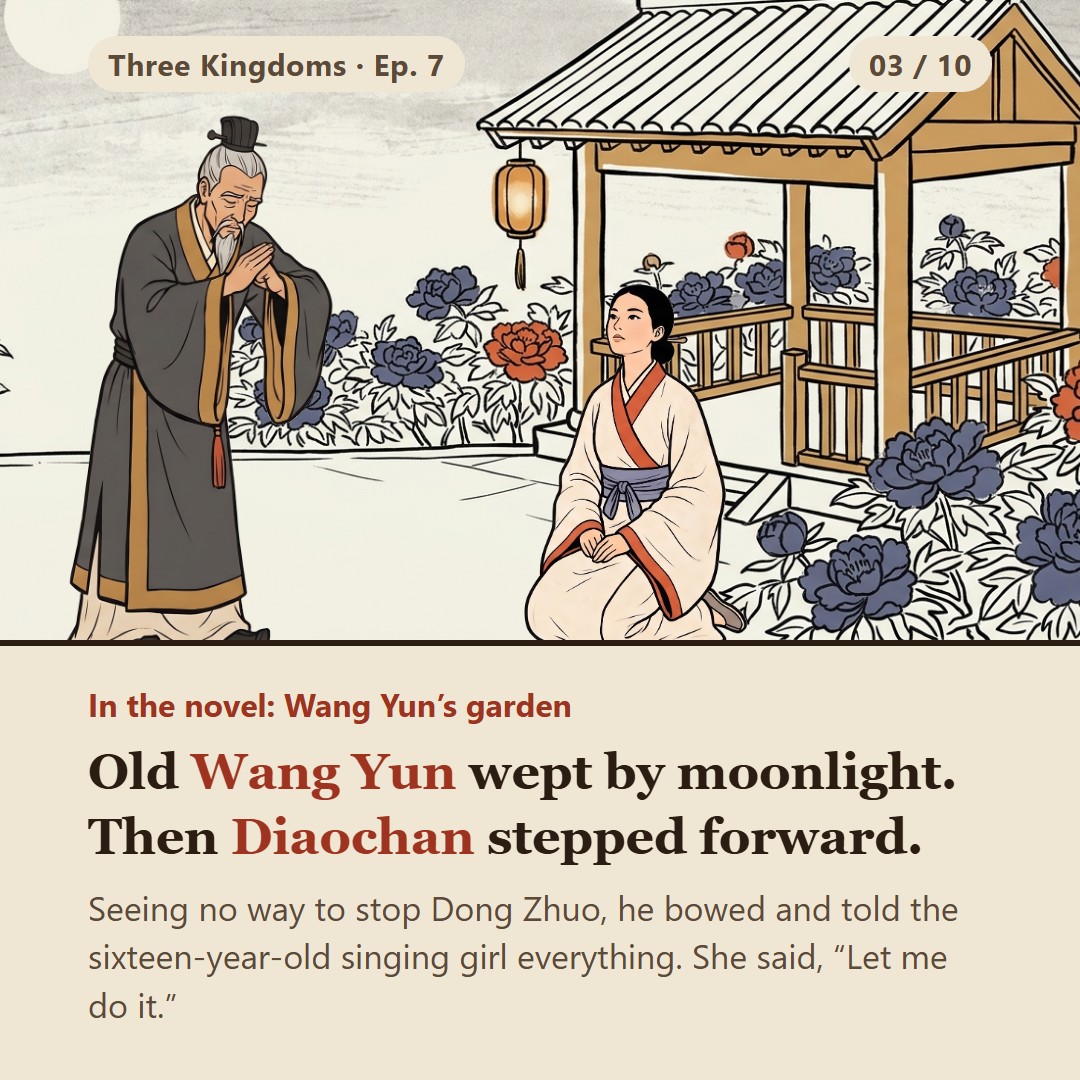 Three Kingdoms · Ep. 7
03 / 10
In the novel: Wang Yun’s garden
Old Wang Yun wept by moonlight.
Then Diaochan stepped forward.
Seeing no way to stop Dong Zhuo, he bowed and told the
sixteen-year-old singing girl everything. She said, “Let me
do it.”